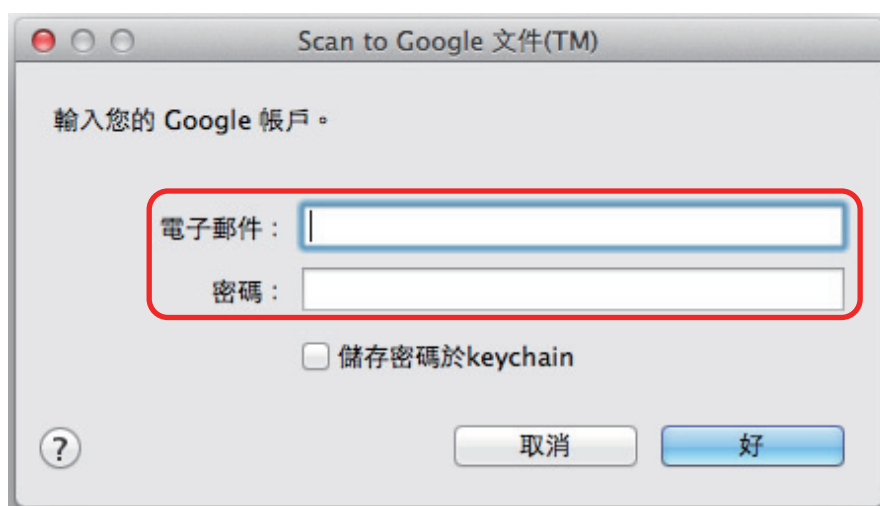 Scan to Google 文件(TM)
輸入您的 Google 帳戶。
電子郵件：
密碼：
儲存密碼於keychain
? 取消 好